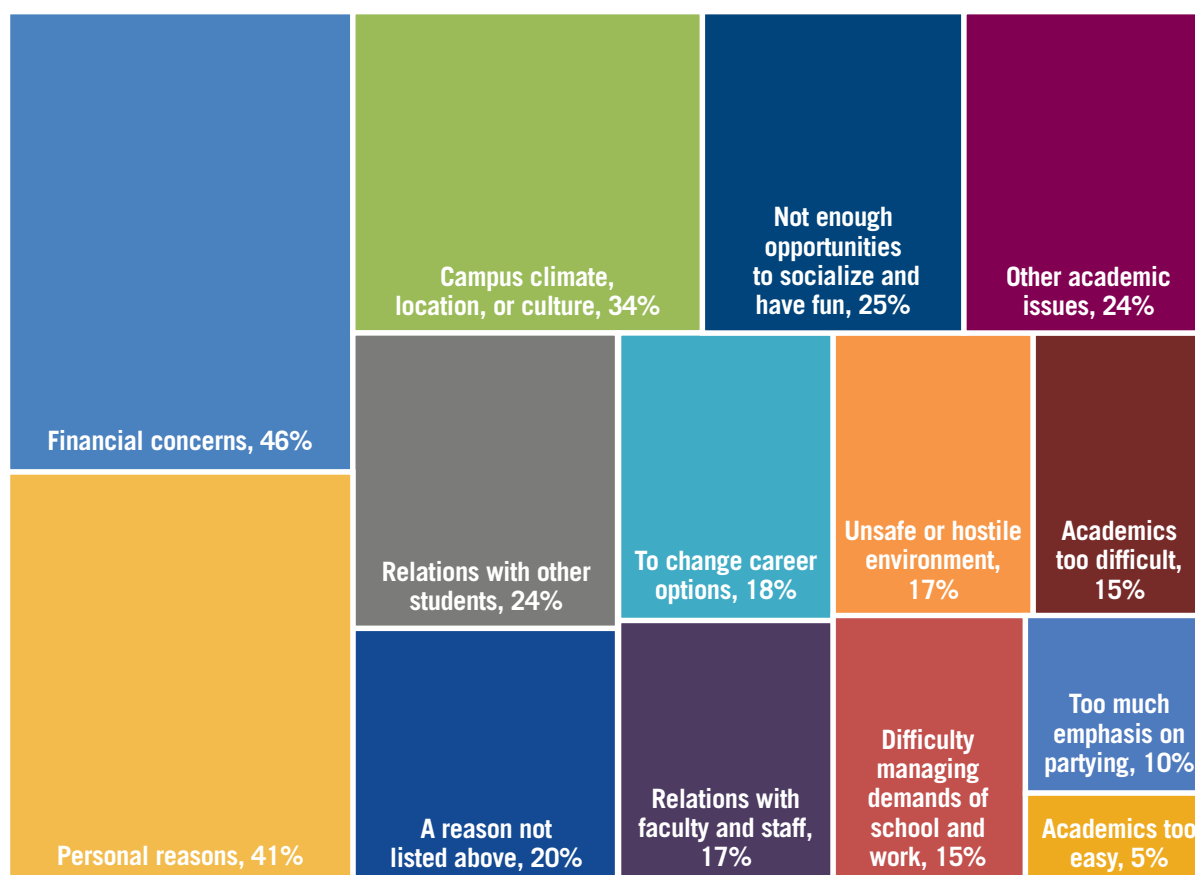 Financial concerns, 46%
Personal reasons, 41%
Campus climate,
location, or culture, 34%
Not enough
opportunities
to socialize and
have fun, 25%
Other academic
issues, 24%
Relations with other
students, 24%
A reason not
listed above, 20%
To change career
options, 18%
Relations with
faculty and staff,
17%
Unsafe or hostile
environment,
17%
Academics
too difficult,
15%
Difficulty
managing
demands of
school and
work, 15%
Too much
emphasis on
partying, 10%
Academics too
easy, 5%